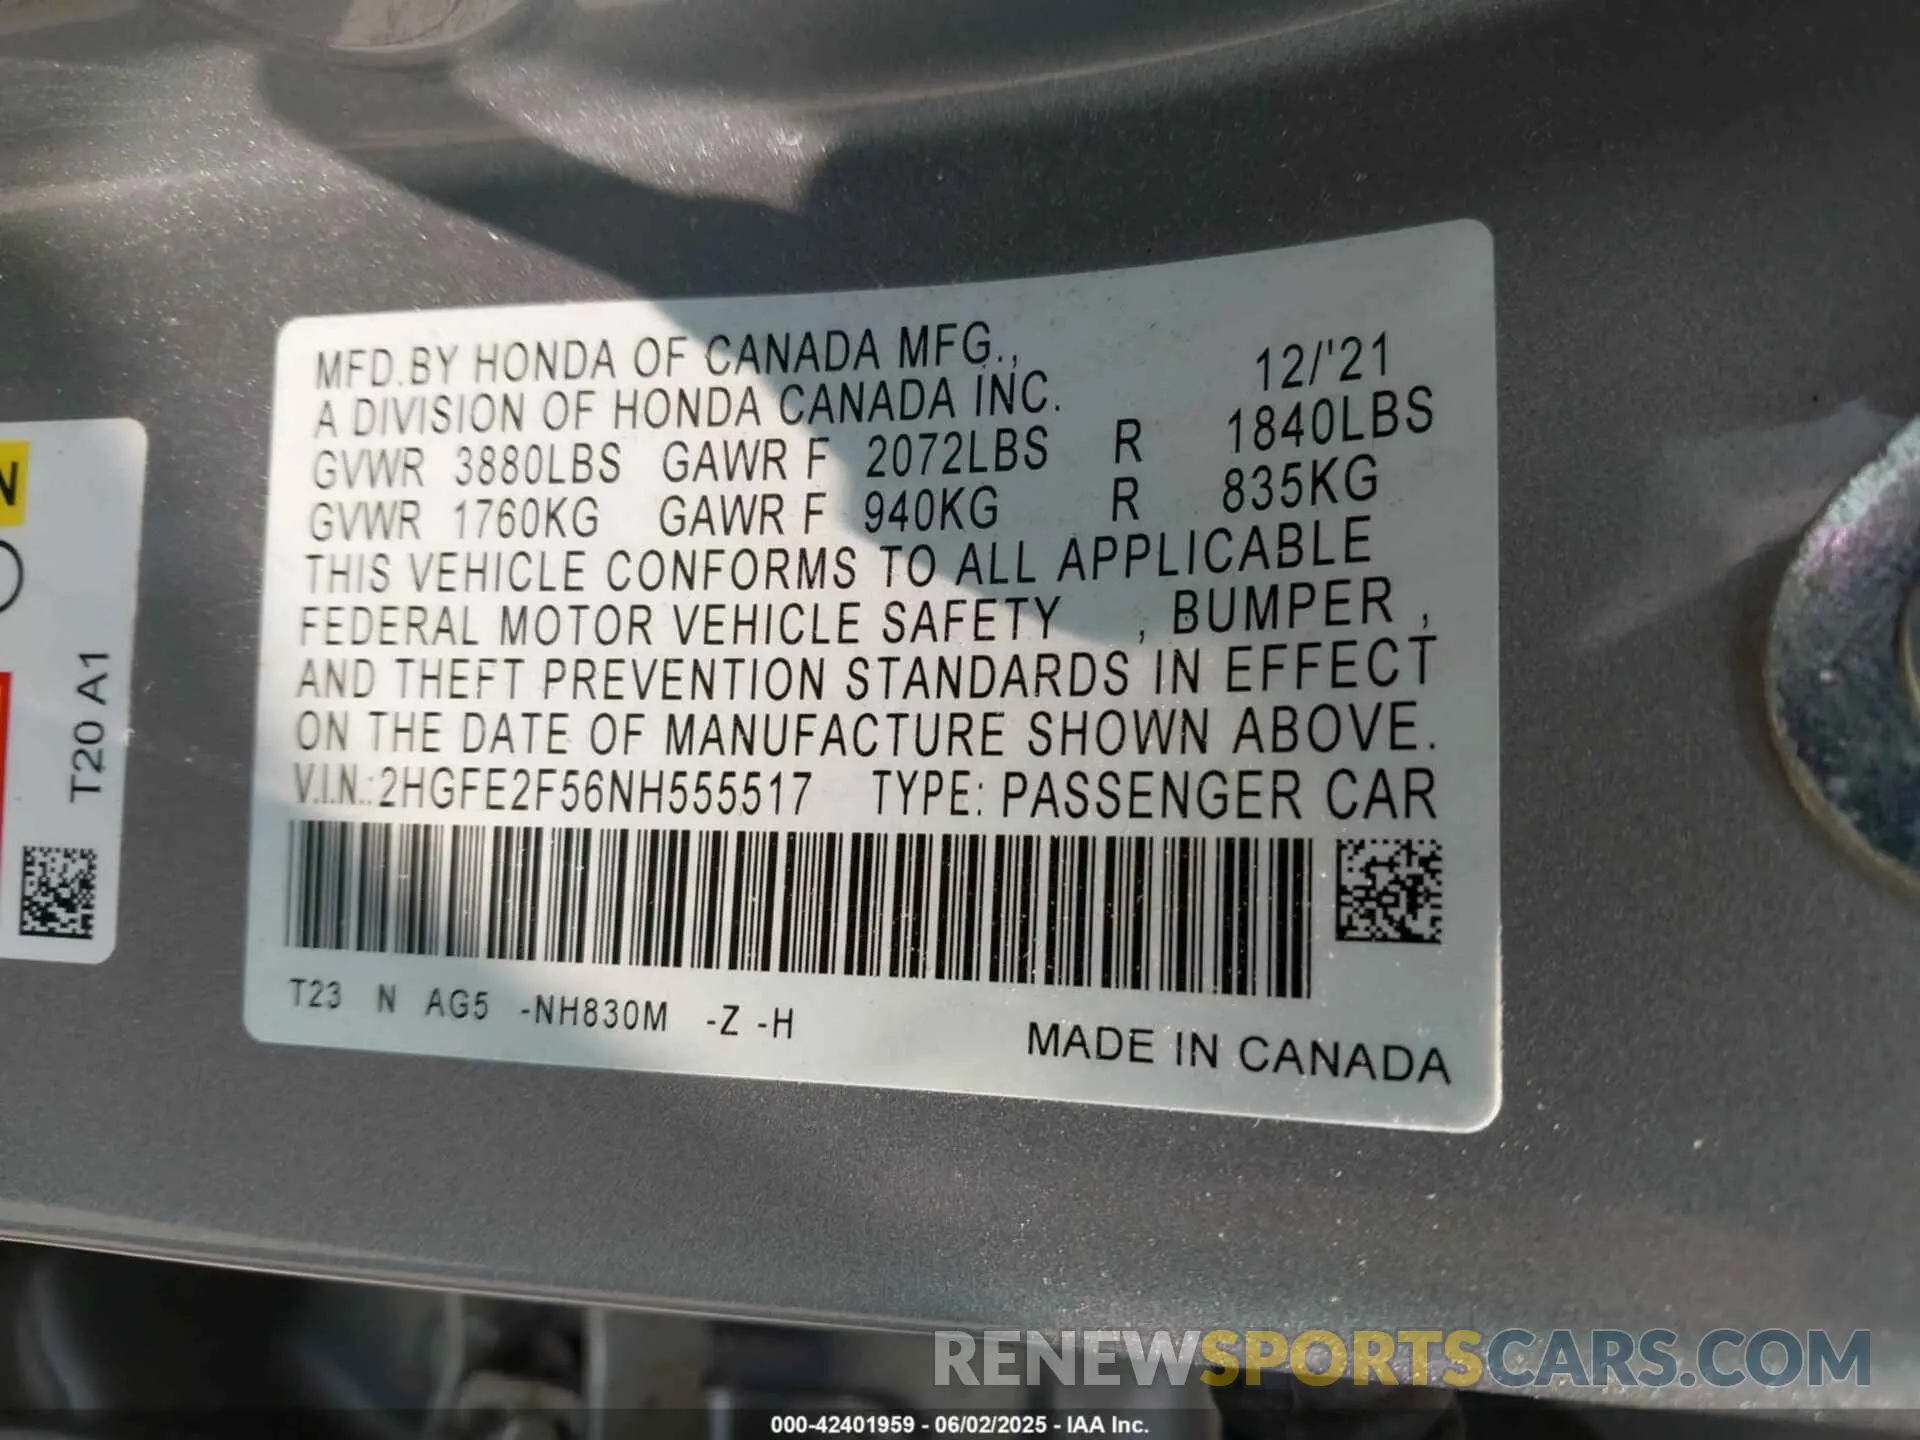 MFD.BY HONDA OF CANADA MFG., 12/'21
A DIVISION OF HONDA CANADA INC.
GVWR 3880LBS GAWR F 2072LBS R 1840LBS
GVWR 1760KG GAWR F 940KG R 835KG
THIS VEHICLE CONFORMS TO ALL APPLICABLE
FEDERAL MOTOR VEHICLE SAFETY , BUMPER ,
AND THEFT PREVENTION STANDARDS IN EFFECT
ON THE DATE OF MANUFACTURE SHOWN ABOVE.
V.I.N.:2HGFE2F56NH555517 TYPE: PASSENGER CAR
T23 N AG5 -NH830M -Z -H
MADE IN CANADA
T20 A1
RENEWSPORTSCARS.COM
000-42401959 - 06/02/2025 - IAA Inc.